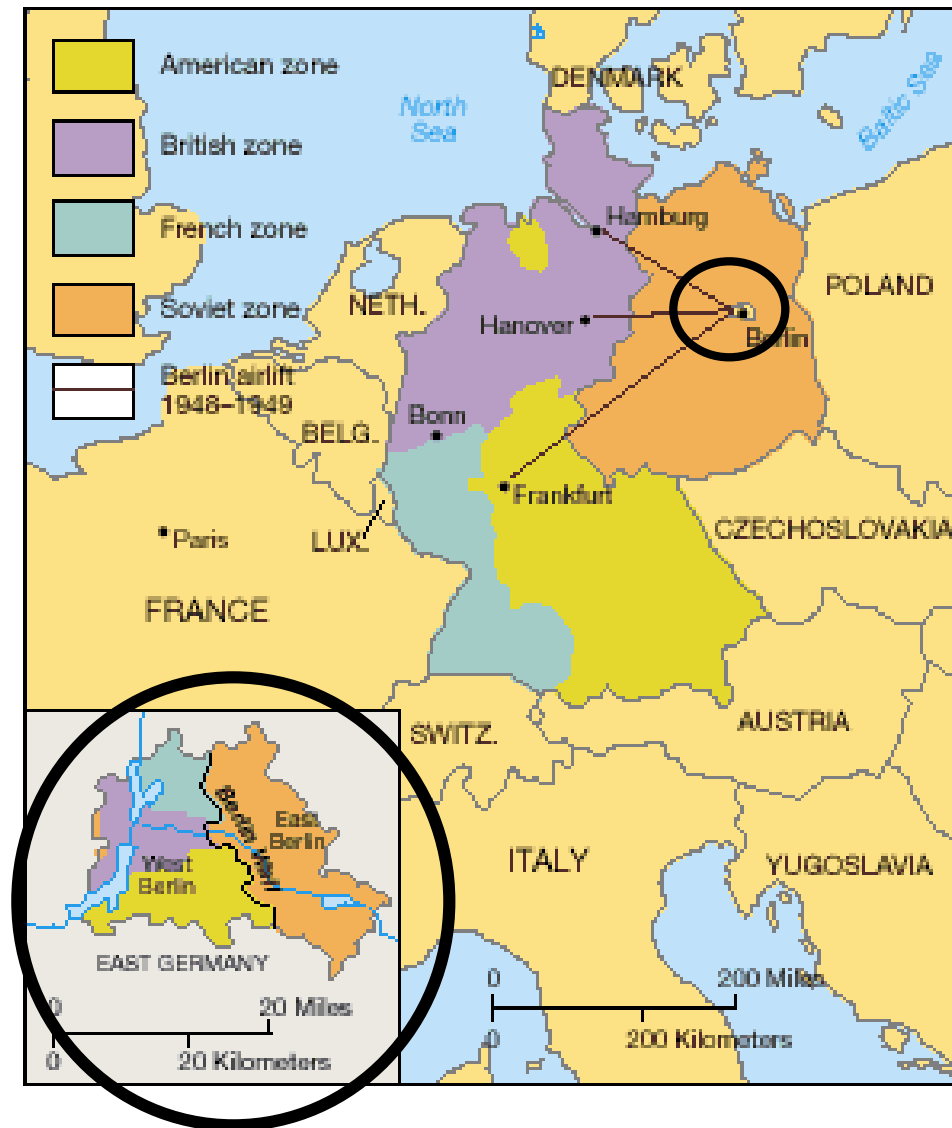 American zone
British zone
French zone
Soviet zone
Berlin airlift
1948–1949
North
Sea
DENMARK
Baltic Sea
Hamburg
POLAND
NETH.
Hanover
Berlin
Bonn
BELG.
Frankfurt
Paris
LUX.
CZECHOSLOVAKIA
FRANCE
SWITZ.
AUSTRIA
ITALY
YUGOSLAVIA
Berlin Wall
East
Berlin
West
Berlin
EAST GERMANY
0 20 Miles
0 20 Kilometers
0 200 Miles
0 200 Kilometers